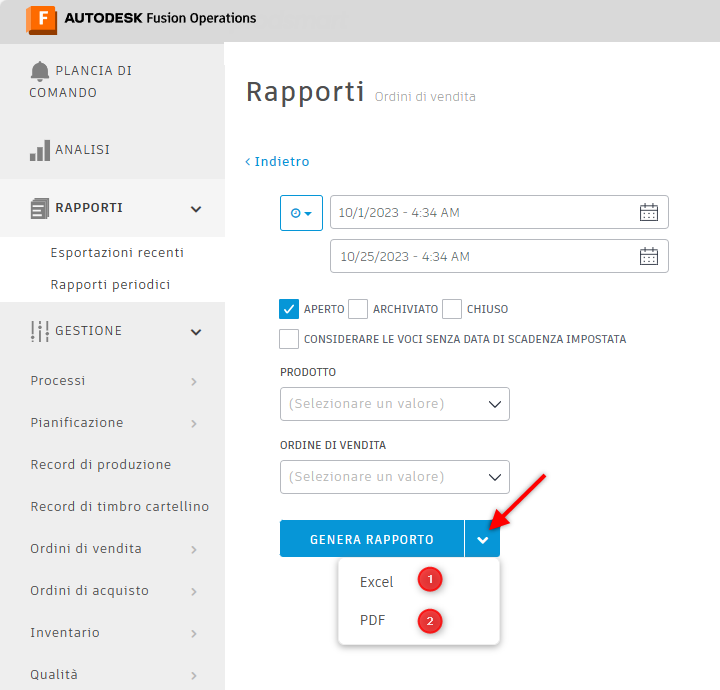 F AUTODESK Fusion Operations
PLANCIA DI
COMANDO
ANALISI
RAPPORTI
Esportazioni recenti
Rapporti periodici
GESTIONE
Processi
Pianificazione
Record di produzione
Record di timbro cartellino
Ordini di vendita
Ordini di acquisto
Inventario
Qualità
Rapporti Ordini di vendita
‹ Indietro
10/1/2023 - 4:34 AM
10/25/2023 - 4:34 AM
APERTO ARCHIVIATO CHIUSO
CONSIDERARE LE VOCI SENZA DATA DI SCADENZA IMPOSTATA
PRODOTTO
(Selezionare un valore)
ORDINE DI VENDITA
(Selezionare un valore)
GENERA RAPPORTO
Excel 1
PDF 2